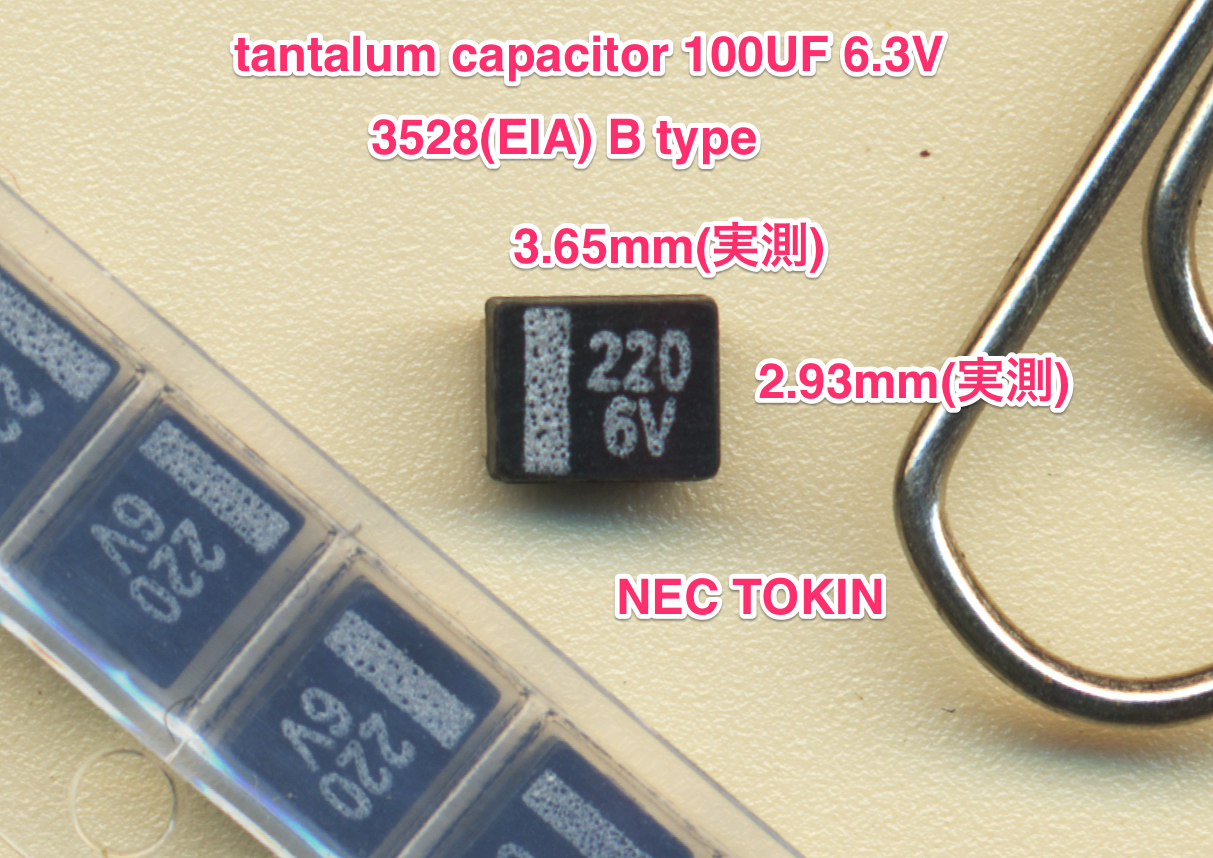 tantalum capacitor 100UF 6.3V
3528(EIA) B type
3.65mm(実測)
220
6V
2.93mm(実測)
NEC TOKIN
220
6V
220
6V